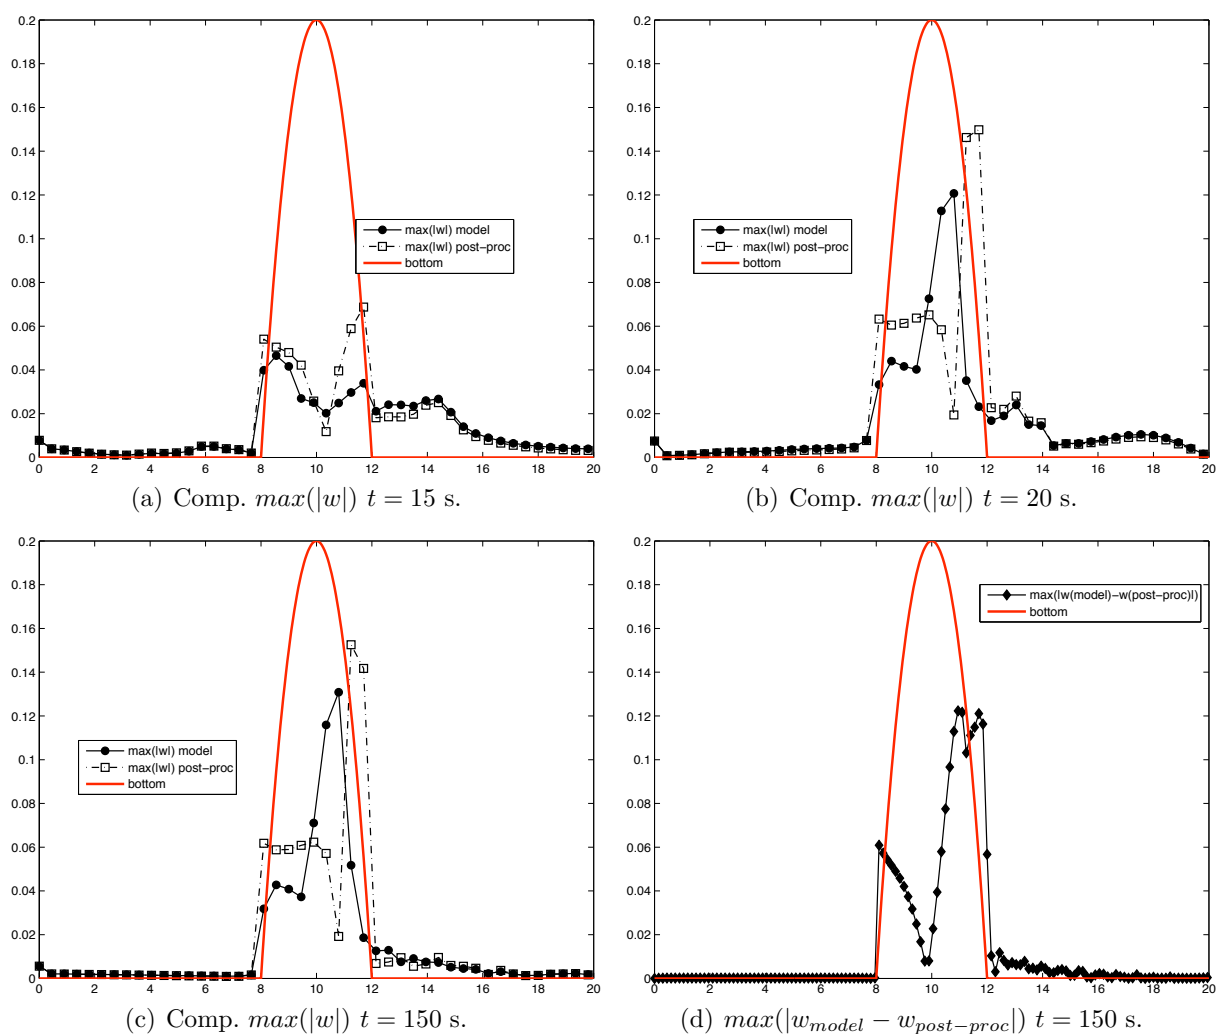 0.2
0.18
0.16
0.14
0.12
0.1
0.08
0.06
0.04
0.02
0
0 2 4 6 8 10 12 14 16 18 20
max(|w|) model
max(|w|) post-proc
bottom
(a) Comp. max(|w|) t = 15 s.
0.2
0.18
0.16
0.14
0.12
0.1
0.08
0.06
0.04
0.02
0
0 2 4 6 8 10 12 14 16 18 20
max(|w|) model
max(|w|) post-proc
bottom
(b) Comp. max(|w|) t = 20 s.
0.2
0.18
0.16
0.14
0.12
0.1
0.08
0.06
0.04
0.02
0
0 2 4 6 8 10 12 14 16 18 20
max(|w|) model
max(|w|) post-proc
bottom
(c) Comp. max(|w|) t = 150 s.
0.2
0.18
0.16
0.14
0.12
0.1
0.08
0.06
0.04
0.02
0
0 2 4 6 8 10 12 14 16 18 20
max(|w(model)-w(post-proc)|)
bottom
(d) max(|w_model − w_post−proc|) t = 150 s.